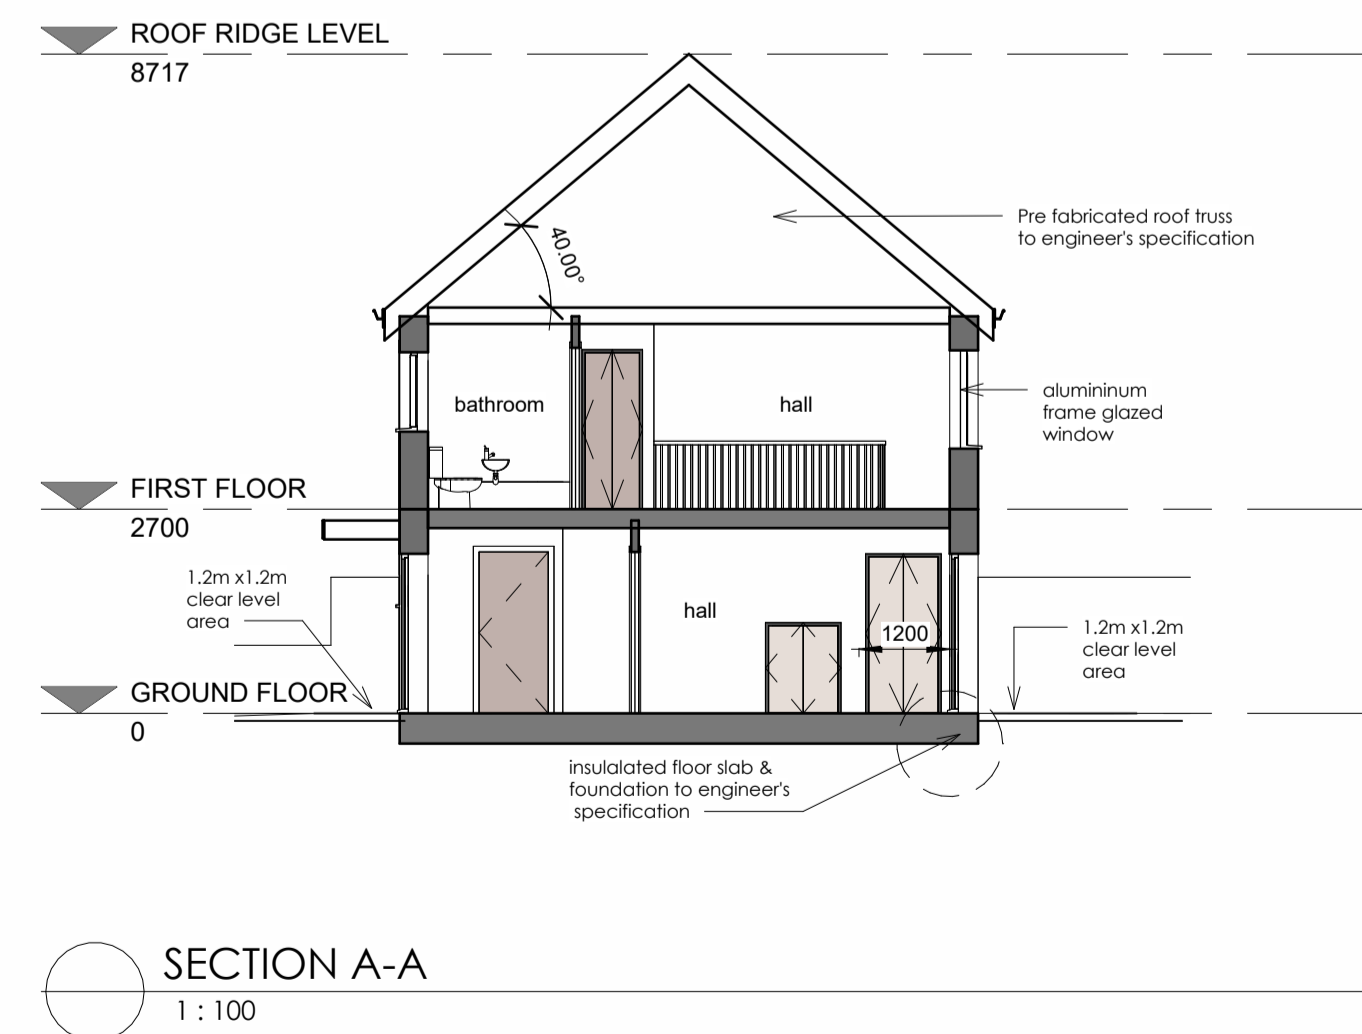 ROOF RIDGE LEVEL
8717
40.00°
Pre fabricated roof truss
to engineer's specification
bathroom
hall
alumininum
frame glazed
window
FIRST FLOOR
2700
1.2m x1.2m
clear level
area
hall
1200
1.2m x1.2m
clear level
area
GROUND FLOOR
0
insulalated floor slab &
foundation to engineer's
specification
SECTION A-A
1 : 100